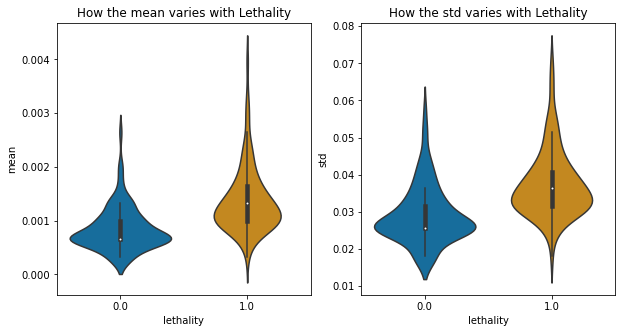 How the mean varies with Lethality
mean
0.004
0.003
0.002
0.001
0.000
0.0
1.0
lethality
How the std varies with Lethality
std
0.08
0.07
0.06
0.05
0.04
0.03
0.02
0.01
0.0
1.0
lethality